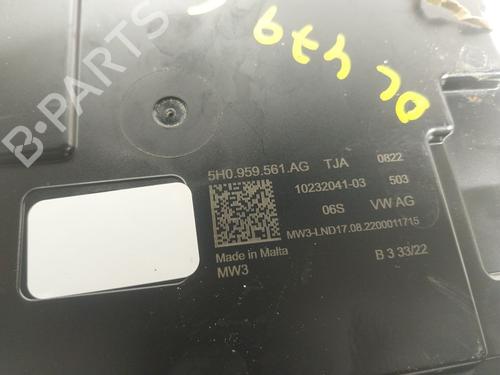 B-PARTS
5H0.959.561.AG TJA 0822
10232041-03 503
06S VW AG
MW3-LND17.08.2200011715
Made in Malta
MW3
B 3 33/22